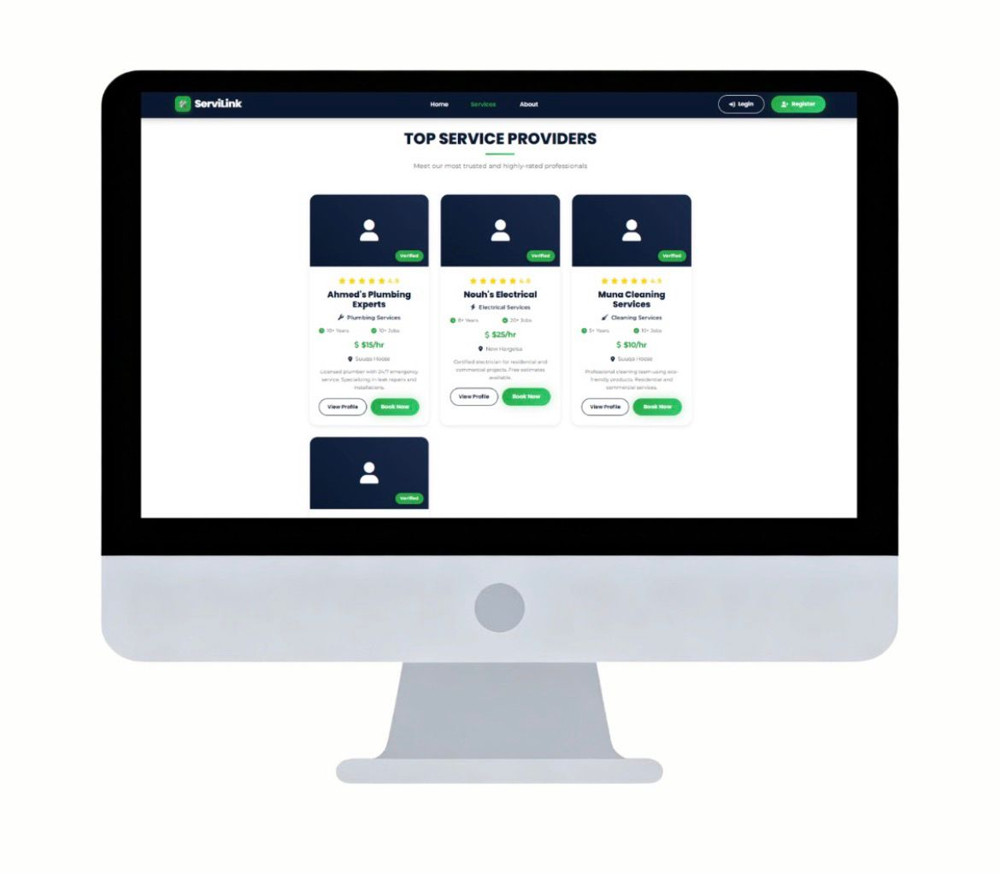 ServiLink
Home Services About
Login Register
TOP SERVICE PROVIDERS
Meet our most trusted and highly-rated professionals
Verified
4.9
Ahmed's Plumbing
Experts
Plumbing Services
10+ Years 10+ Jobs
$ $15/hr
Suuqa Hoose
Licensed plumber with 24/7 emergency
service. Specializing in leak repairs and
installations.
View Profile Book Now
Verified
4.8
Nouh's Electrical
Electrical Services
8+ Years 20+ Jobs
$ $25/hr
New Hargeisa
Certified electrician for residential and
commercial projects. Free estimates
available.
View Profile Book Now
Verified
Muna Cleaning
Services
Cleaning Services
5+ Years 10+ Jobs
$ $10/hr
Suuqa Hoose
Professional cleaning team using eco-
friendly products. Residential and
commercial services.
View Profile Book Now
Verified